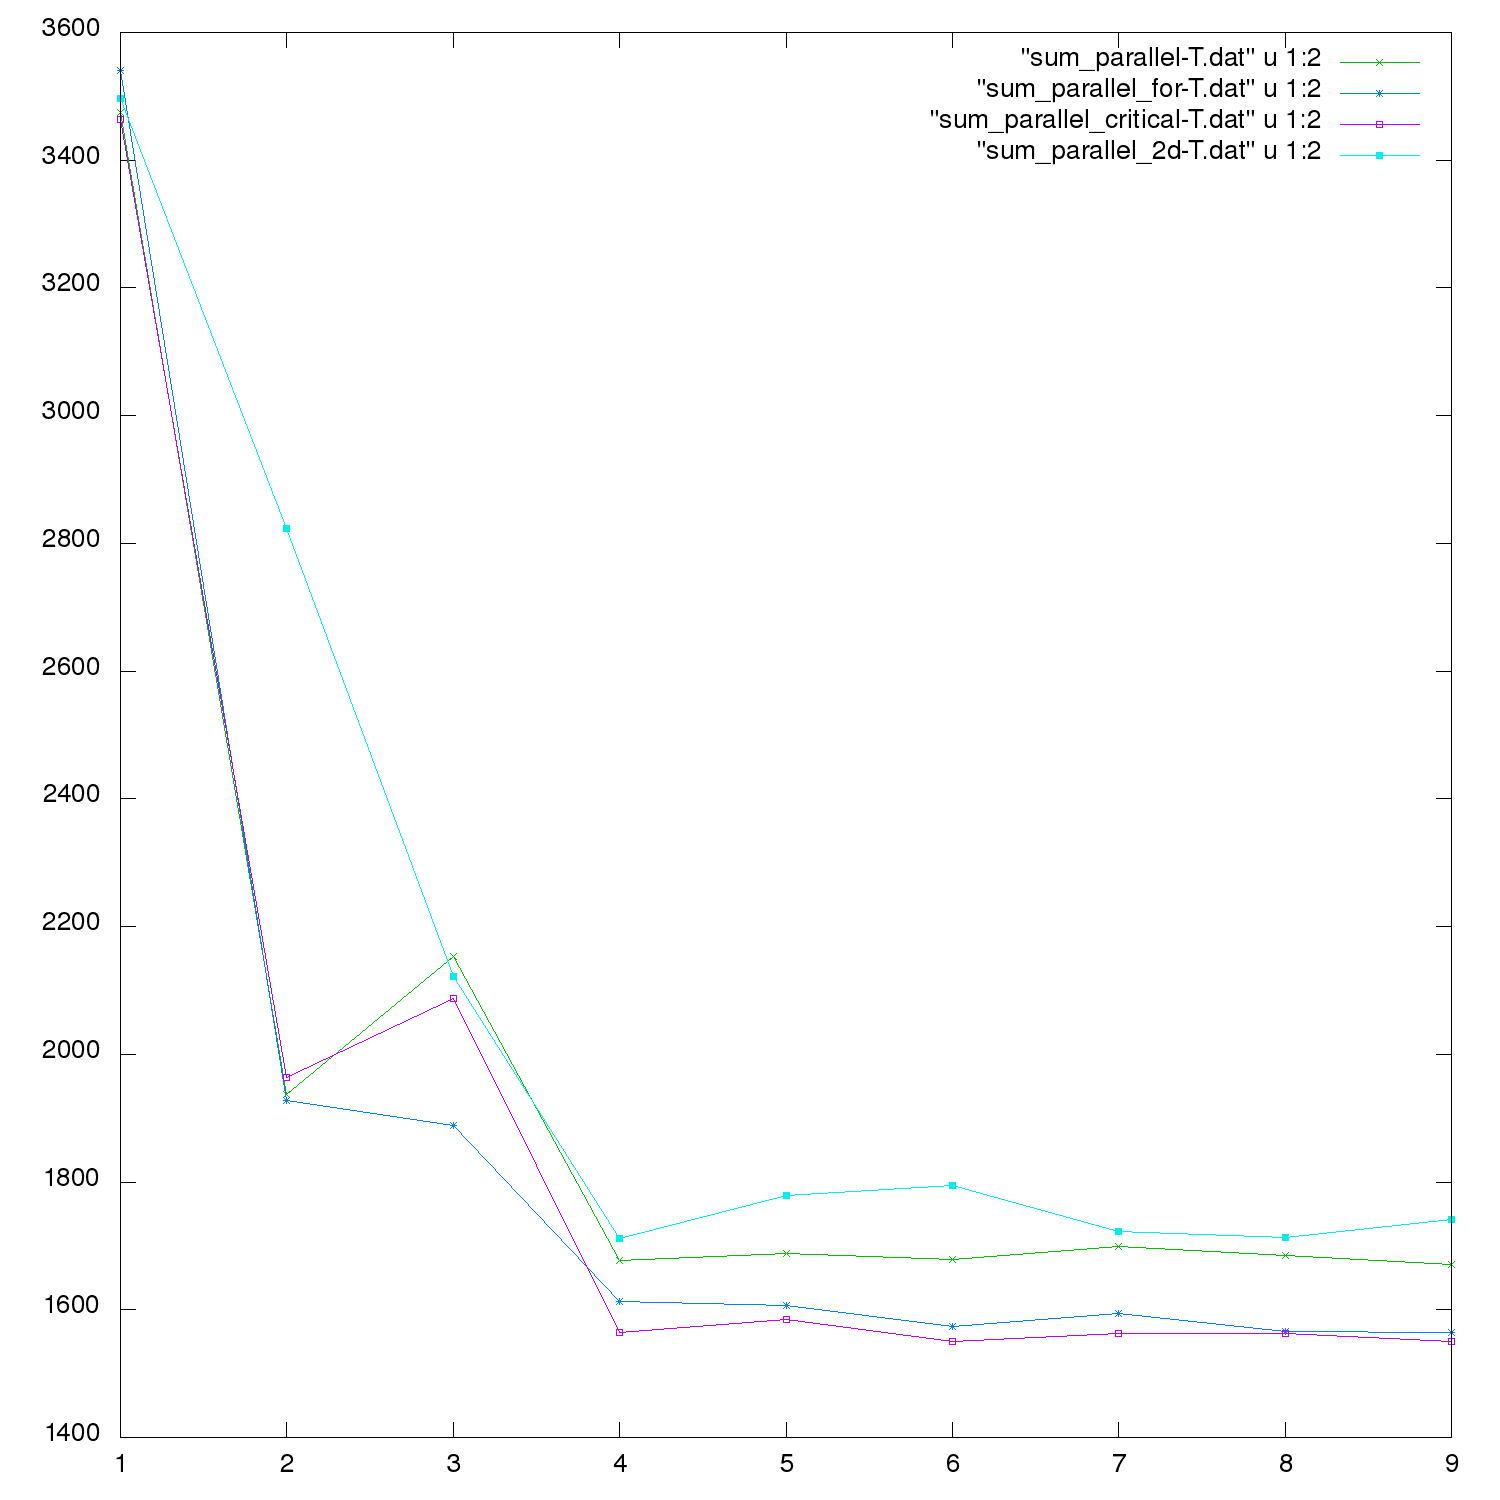 3600
3400
3200
3000
2800
2600
2400
2200
2000
1800
1600
1400
"sum_parallel-T.dat" u 1:2
"sum_parallel_for-T.dat" u 1:2
"sum_parallel_critical-T.dat" u 1:2
"sum_parallel_2d-T.dat" u 1:2
1 2 3 4 5 6 7 8 9